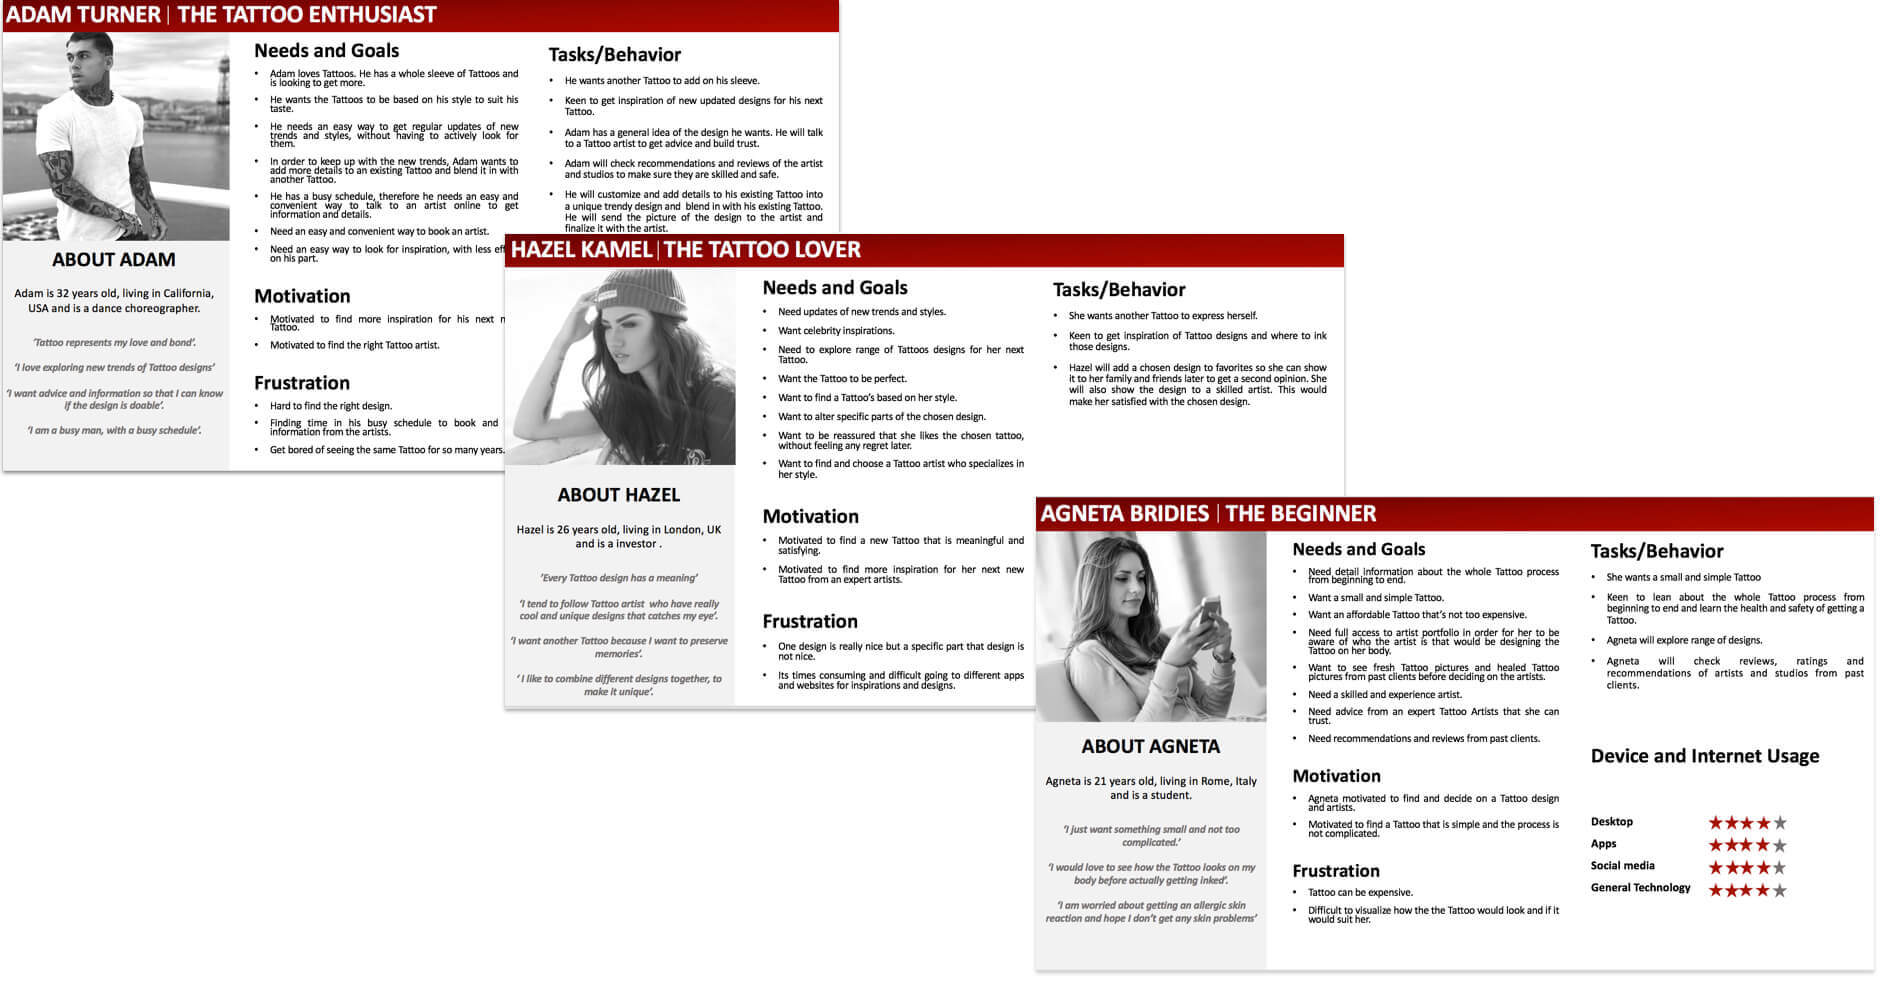 ADAM TURNER | THE TATTOO ENTHUSIAST
Needs and Goals
• Adam loves Tattoos. He has a whole sleeve of Tattoos and
is looking to get more.
• He wants the Tattoos to be based on his style to suit his
taste.
• He needs an easy way to get regular updates of new
trends and styles, without having to actively look for
them.
• In order to keep up with the new trends, Adam wants to
add more details to an existing Tattoo and blend it in with
another Tattoo.
• He has a busy schedule, therefore he needs an easy and
convenient way to talk to an artist online to get
information and details.
• Need an easy and convenient way to book an artist.
• Need an easy way to look for inspiration, with less
on his part.
Motivation
• Motivated to find more inspiration for his next
Tattoo.
• Motivated to find the right Tattoo artist.
Frustration
• Hard to find the right design.
• Finding time in his busy schedule to book and
information from the artists.
• Get bored of seeing the same Tattoo for so many years.
Tasks/Behavior
• He wants another Tattoo to add on his sleeve.
• Keen to get inspiration of new updated designs for his next
Tattoo.
• Adam has a general idea of the design he wants. He will talk
to a Tattoo artist to get advice and build trust.
• Adam will check recommendations and reviews of the artist
and studios to make sure they are skilled and safe.
• He will customize and add details to his existing Tattoo into
a unique trendy design and blend in with his existing Tattoo.
He will send the picture of the design to the artist and
finalize it with the artist.
ABOUT ADAM
Adam is 32 years old, living in California,
USA and is a dance choreographer.
'Tattoo represents my love and bond'.
'I love exploring new trends of Tattoo designs'
'I want advice and information so that I can know
if the design is doable'.
'I am a busy man, with a busy schedule'.
HAZEL KAMEL | THE TATTOO LOVER
Needs and Goals
• Need updates of new trends and styles.
• Want celebrity inspirations.
• Need to explore range of Tattoos designs for her next
Tattoo.
• Want the Tattoo to be perfect.
• Want to find a Tattoo's based on her style.
• Want to alter specific parts of the chosen design.
• Want to be reassured that she likes the chosen tattoo,
without feeling any regret later.
• Want to find and choose a Tattoo artist who specializes in
her style.
Motivation
• Motivated to find a new Tattoo that is meaningful and
satisfying.
• Motivated to find more inspiration for her next new
Tattoo from an expert artists.
Frustration
• One design is really nice but a specific part that design is
not nice.
• Its times consuming and difficult going to different apps
and websites for inspirations and designs.
Tasks/Behavior
• She wants another Tattoo to express herself.
• Keen to get inspiration of Tattoo designs and where to ink
those designs.
• Hazel will add a chosen design to favorites so she can show
it to her family and friends later to get a second opinion. She
will also show the design to a skilled artist. This would
make her satisfied with the chosen design.
ABOUT HAZEL
Hazel is 26 years old, living in London, UK
and is a investor .
'Every Tattoo design has a meaning'
'I tend to follow Tattoo artist who have really
cool and unique designs that catches my eye'.
'I want another Tattoo because I want to preserve
memories'.
' I like to combine different designs together, to
make it unique'.
AGNETA BRIDIES | THE BEGINNER
Needs and Goals
• Need detail information about the whole Tattoo process
from beginning to end.
• Want a small and simple Tattoo.
• Want an affordable Tattoo that's not too expensive.
• Need full access to artist portfolio in order for her to be
aware of who the artist is that would be designing the
Tattoo on her body.
• Want to see fresh Tattoo pictures and healed Tattoo
pictures from past clients before deciding on the artists.
• Need a skilled and experience artist.
• Need advice from an expert Tattoo Artists that she can
trust.
• Need recommendations and reviews from past clients.
Motivation
• Agneta motivated to find and decide on a Tattoo design
and artists.
• Motivated to find a Tattoo that is simple and the process is
not complicated.
Frustration
• Tattoo can be expensive.
• Difficult to visualize how the the Tattoo would look and if it
would suit her.
Tasks/Behavior
• She wants a small and simple Tattoo
• Keen to lean about the whole Tattoo process from
beginning to end and learn the health and safety of getting a
Tattoo.
• Agneta will explore range of designs.
• Agneta will check reviews, ratings and
recommendations of artists and studios from past
clients.
Device and Internet Usage
Desktop ★★★★★
Apps ★★★★★
Social media ★★★★★
General Technology ★★★★★
ABOUT AGNETA
Agneta is 21 years old, living in Rome, Italy
and is a student.
'I just want something small and not too
complicated.'
'I would love to see how the Tattoo looks on my
body before actually getting inked'.
'I am worried about getting an allergic skin
reaction and hope I don't get any skin problems'